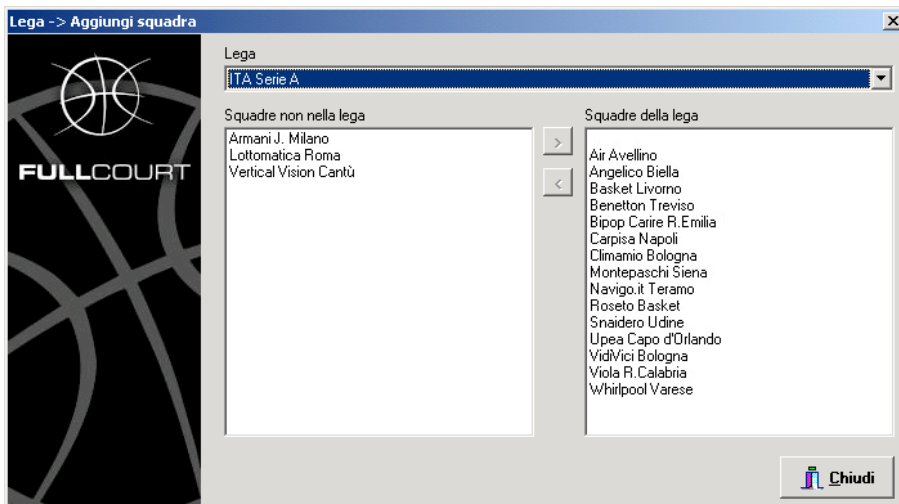 Lega -> Aggiungi squadra
FULLCOURT
Lega
ITA Serie A
Squadre non nella lega
Armani J. Milano
Lottomatica Roma
Vertical Vision Cantù
>
<
Squadre della lega
Air Avellino
Angelico Biella
Basket Livorno
Benetton Treviso
Bipop Carire R.Emilia
Carpisa Napoli
Climamio Bologna
Montepaschi Siena
Navigo.it Teramo
Roseto Basket
Snaidero Udine
Upea Capo d'Orlando
VidiVici Bologna
Viola R.Calabria
Whirlpool Varese
Chiudi